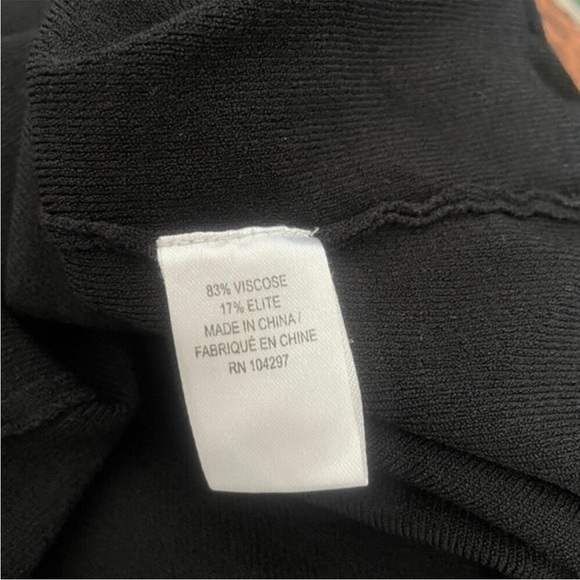 83% VISCOSE
17% ELITE
MADE IN CHINA /
FABRIQUÉ EN CHINE
RN 104297